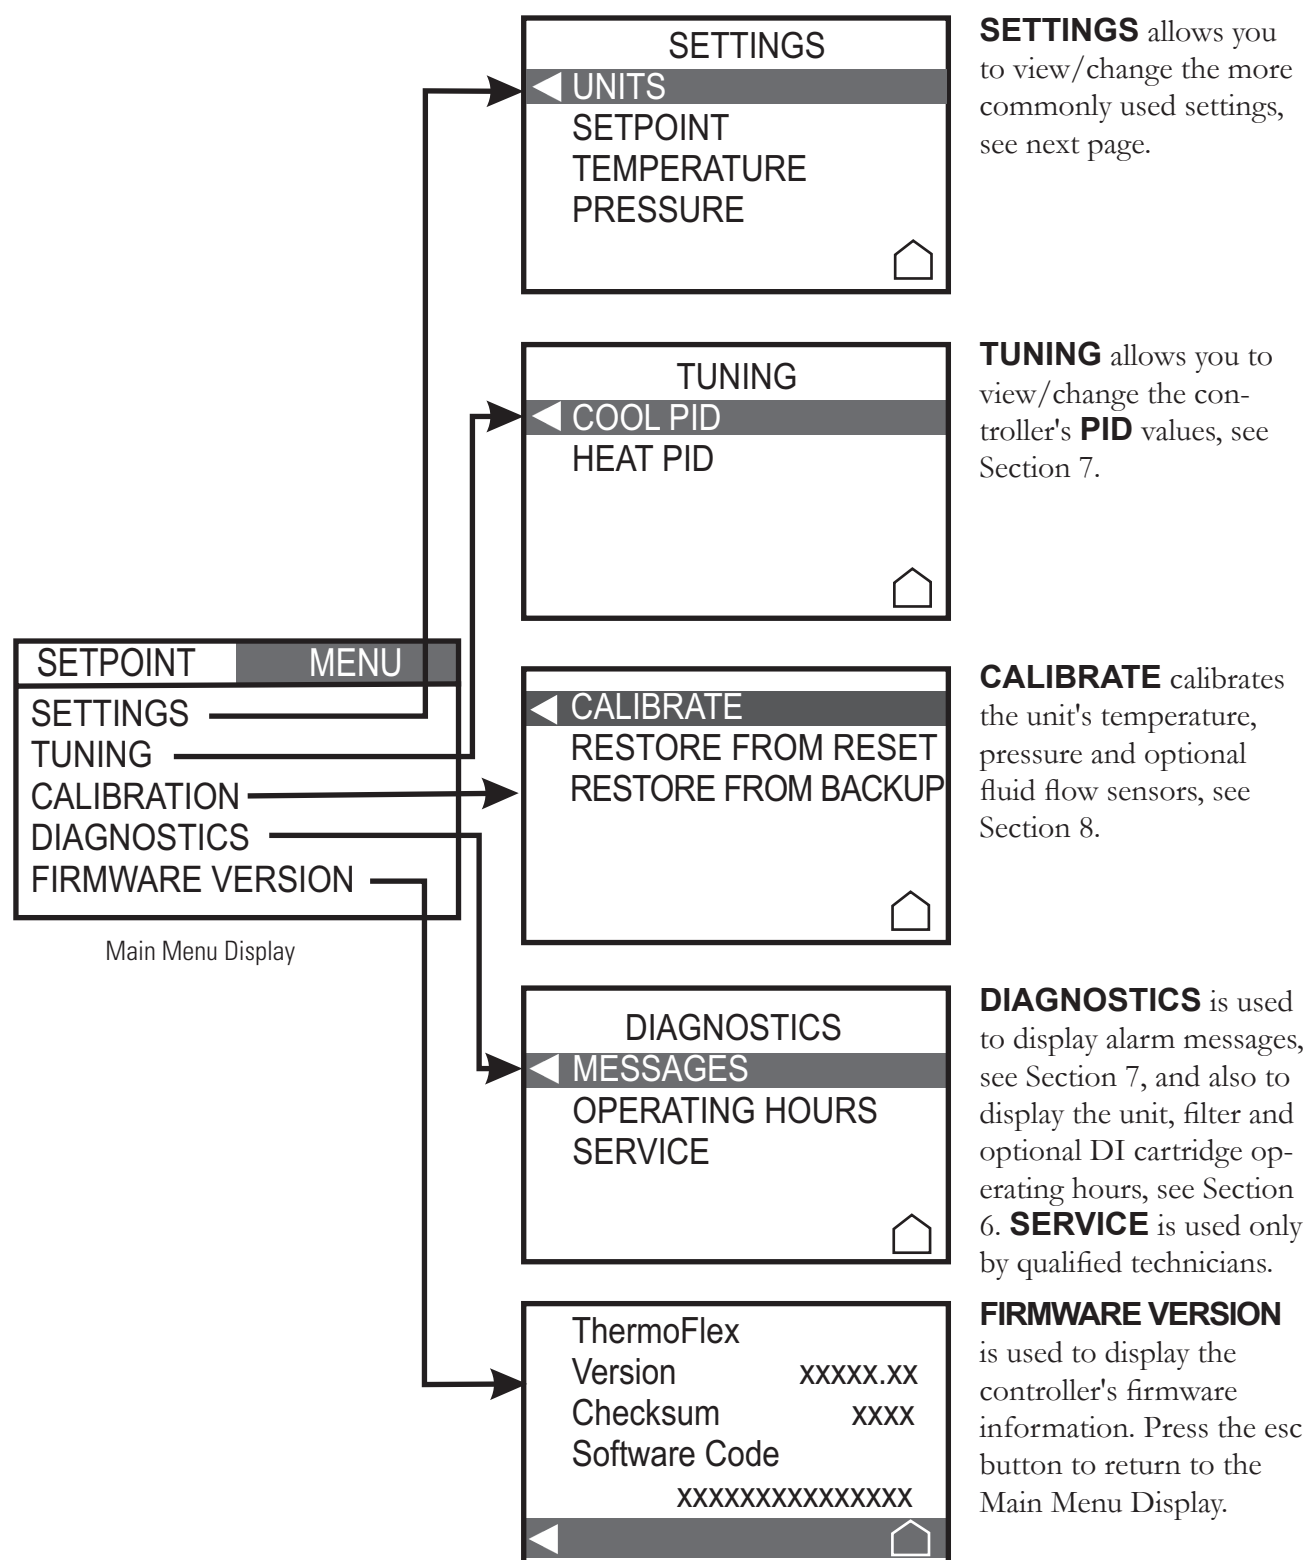 SETTINGS
UNITS
SETPOINT
TEMPERATURE
PRESSURE
SETTINGS allows you
to view/change the more
commonly used settings,
see next page.
TUNING
COOL PID
HEAT PID
TUNING allows you to
view/change the con-
troller's PID values, see
Section 7.
SETPOINT MENU
SETTINGS
TUNING
CALIBRATION
DIAGNOSTICS
FIRMWARE VERSION
Main Menu Display
CALIBRATE
RESTORE FROM RESET
RESTORE FROM BACKUP
CALIBRATE calibrates
the unit's temperature,
pressure and optional
fluid flow sensors, see
Section 8.
DIAGNOSTICS
MESSAGES
OPERATING HOURS
SERVICE
DIAGNOSTICS is used
to display alarm messages,
see Section 7, and also to
display the unit, filter and
optional DI cartridge op-
erating hours, see Section
6. SERVICE is used only
by qualified technicians.
ThermoFlex
Version xxxxx.xx
Checksum xxxx
Software Code
xxxxxxxxxxxxxxx
FIRMWARE VERSION
is used to display the
controller's firmware
information. Press the esc
button to return to the
Main Menu Display.